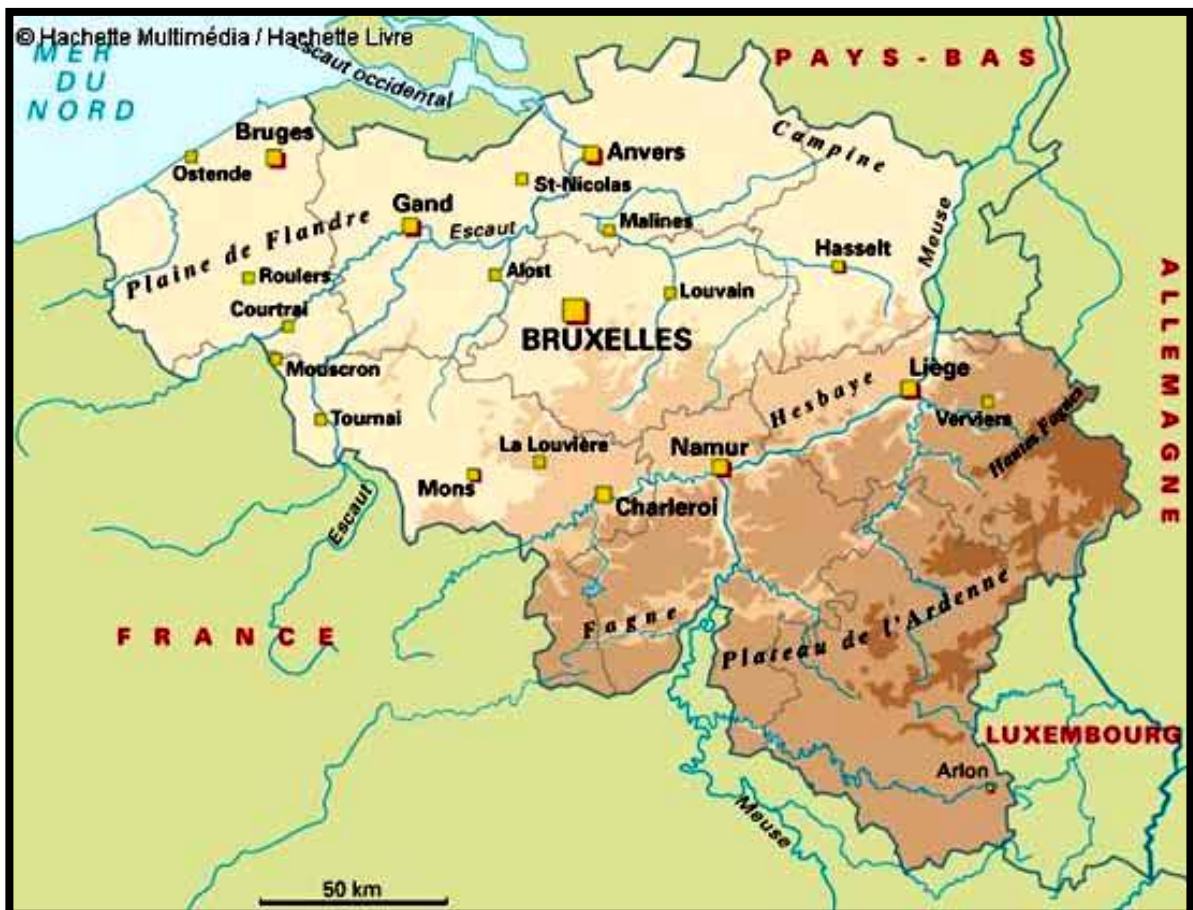 © Hachette Multimédia / Hachette Livre
MER
DU
NORD
Escaut occidental
PAYS-BAS
Bruges
Ostende
Anvers
Campine
St-Nicolas
Gand
Escaut
Malines
Meuse
Plaine de Flandre
Hasselt
Roulers
Alost
Louvain
ALLEMAGNE
Courtrai
BRUXELLES
Mouscron
Liège
Hesbaye
Verviers
Tournai
La Louvière
Namur
Hautes Fagnes
Mons
Charleroi
Escaut
FRANCE
Fagne
Plateau de l'Ardenne
LUXEMBOURG
Arlon
Meuse
50 km